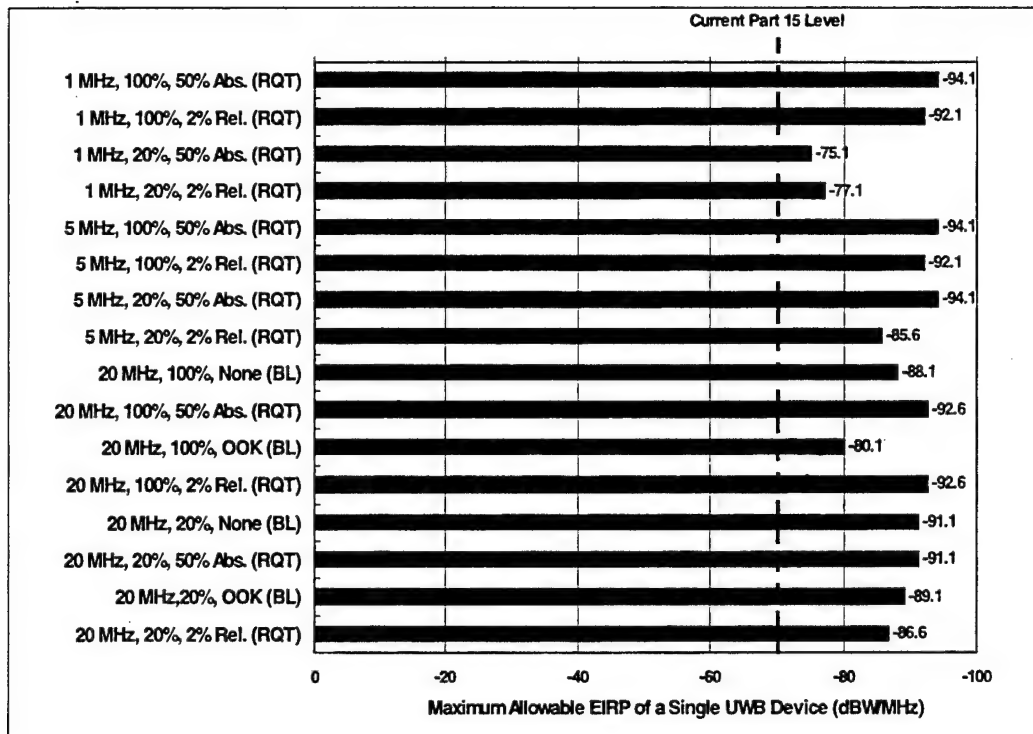 Current Part 15 Level
1 MHz, 100%, 50% Abs. (RQT)
-94.1
1 MHz, 100%, 2% Rel. (RQT)
-92.1
1 MHz, 20%, 50% Abs. (RQT)
-75.1
1 MHz, 20%, 2% Rel. (RQT)
-77.1
5 MHz, 100%, 50% Abs. (RQT)
-94.1
5 MHz, 100%, 2% Rel. (RQT)
-92.1
5 MHz, 20%, 50% Abs. (RQT)
-94.1
5 MHz, 20%, 2% Rel. (RQT)
-85.6
20 MHz, 100%, None (BL)
-88.1
20 MHz, 100%, 50% Abs. (RQT)
-92.6
20 MHz, 100%, OOK (BL)
-80.1
20 MHz, 100%, 2% Rel. (RQT)
-92.6
20 MHz, 20%, None (BL)
-91.1
20 MHz, 20%, 50% Abs. (RQT)
-91.1
20 MHz,20%, OOK (BL)
-89.1
20 MHz, 20%, 2% Rel. (RQT)
-86.6
0 -20 -40 -60 -80 -100
Maximum Allowable EIRP of a Single UWB Device (dBW/MHz)